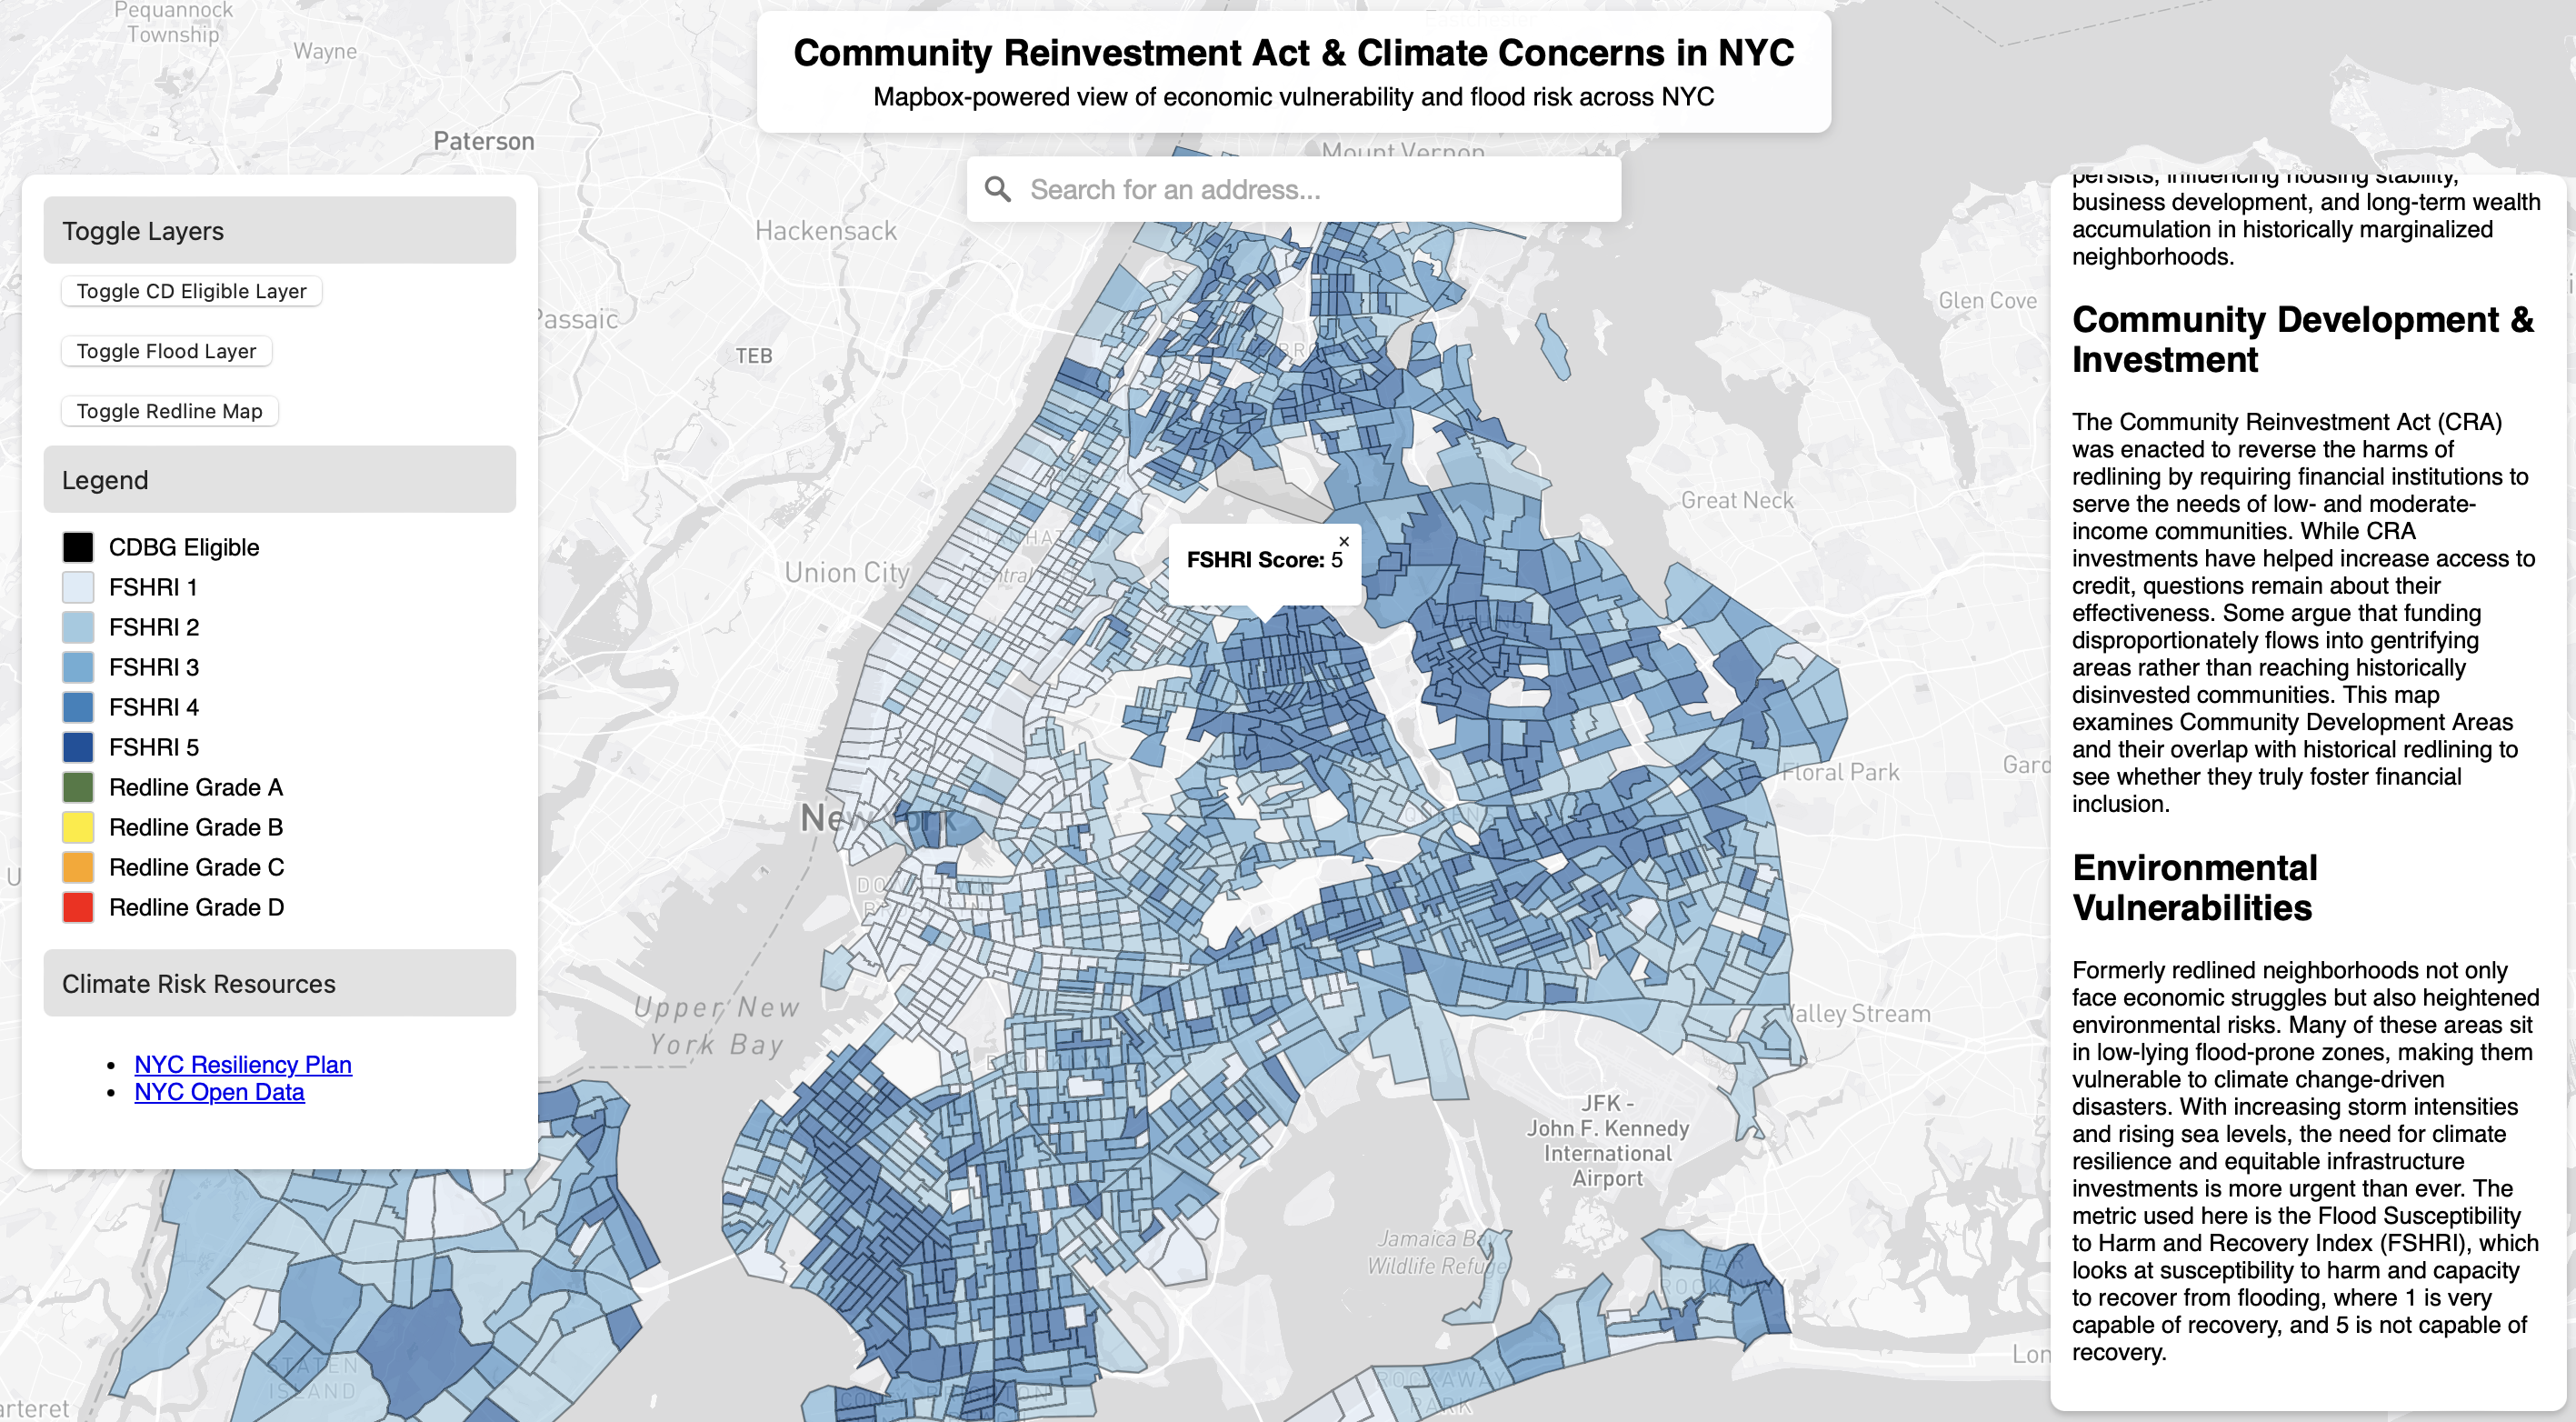 Community Reinvestment Act & Climate Concerns in NYC
Mapbox-powered view of economic vulnerability and flood risk across NYC
Search for an address...
Toggle Layers
Toggle CD Eligible Layer
Toggle Flood Layer
Toggle Redline Map
Legend
CDBG Eligible
FSHRI 1
FSHRI 2
FSHRI 3
FSHRI 4
FSHRI 5
Redline Grade A
Redline Grade B
Redline Grade C
Redline Grade D
Climate Risk Resources
• NYC Resiliency Plan
• NYC Open Data
Pequannock
Township
Wayne
Paterson
Mount Vernon
Hackensack
Passaic
TEB
Union City
MANHATTAN
Central
FSHRI Score: 5
×
New York
Upper New
York Bay
Glen Cove
Great Neck
Floral Park
QUEENS
Valley Stream
JFK -
John F. Kennedy
International
Airport
Jamaica Bay
Wildlife Refuge
FAR
ROCKAWAY
ROCKAWAY
PARK
STATEN
ISLAND
arteret
persists, influencing housing stability,
business development, and long-term wealth
accumulation in historically marginalized
neighborhoods.
Community Development &
Investment
The Community Reinvestment Act (CRA)
was enacted to reverse the harms of
redlining by requiring financial institutions to
serve the needs of low- and moderate-
income communities. While CRA
investments have helped increase access to
credit, questions remain about their
effectiveness. Some argue that funding
disproportionately flows into gentrifying
areas rather than reaching historically
disinvested communities. This map
examines Community Development Areas
and their overlap with historical redlining to
see whether they truly foster financial
inclusion.
Environmental
Vulnerabilities
Formerly redlined neighborhoods not only
face economic struggles but also heightened
environmental risks. Many of these areas sit
in low-lying flood-prone zones, making them
vulnerable to climate change-driven
disasters. With increasing storm intensities
and rising sea levels, the need for climate
resilience and equitable infrastructure
investments is more urgent than ever. The
metric used here is the Flood Susceptibility
to Harm and Recovery Index (FSHRI), which
looks at susceptibility to harm and capacity
to recover from flooding, where 1 is very
capable of recovery, and 5 is not capable of
recovery.